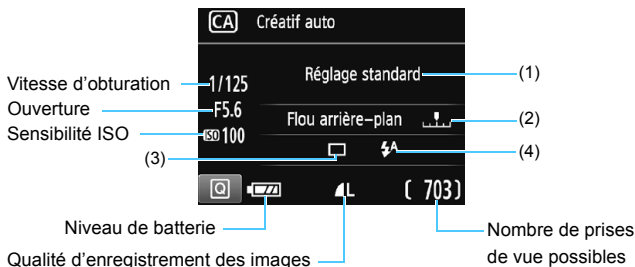 CA Créatif auto
Vitesse d'obturation 1/125 Réglage standard (1)
Ouverture F5.6 Flou arrière-plan (2)
Sensibilité ISO ISO 100
(3) (4)
Q L ( 703)
Niveau de batterie Nombre de prises
Qualité d'enregistrement des images de vue possibles